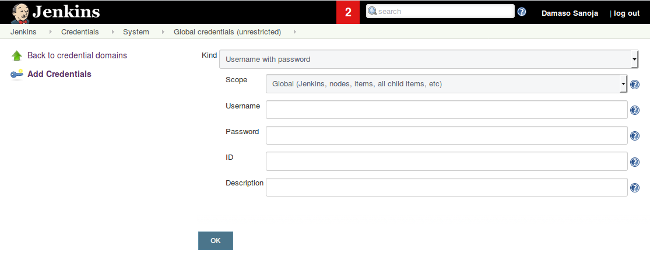 Jenkins
2
search
Damaso Sanoja | log out
Jenkins Credentials System Global credentials (unrestricted)
Back to credential domains
Add Credentials
Kind Username with password
Scope Global (Jenkins, nodes, items, all child items, etc)
Username
Password
ID
Description
OK